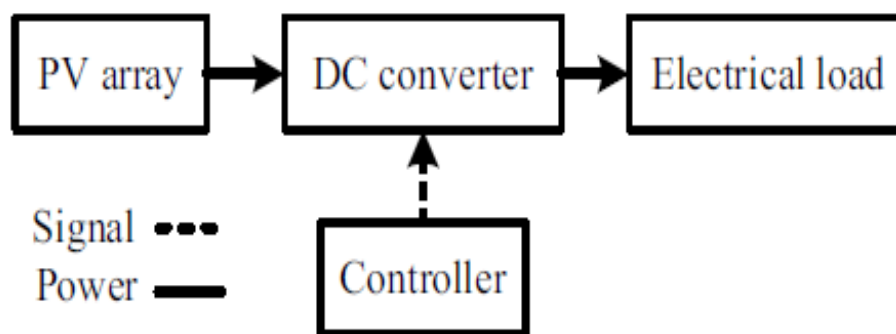 PV array
DC converter
Electrical load
Signal
Power
Controller